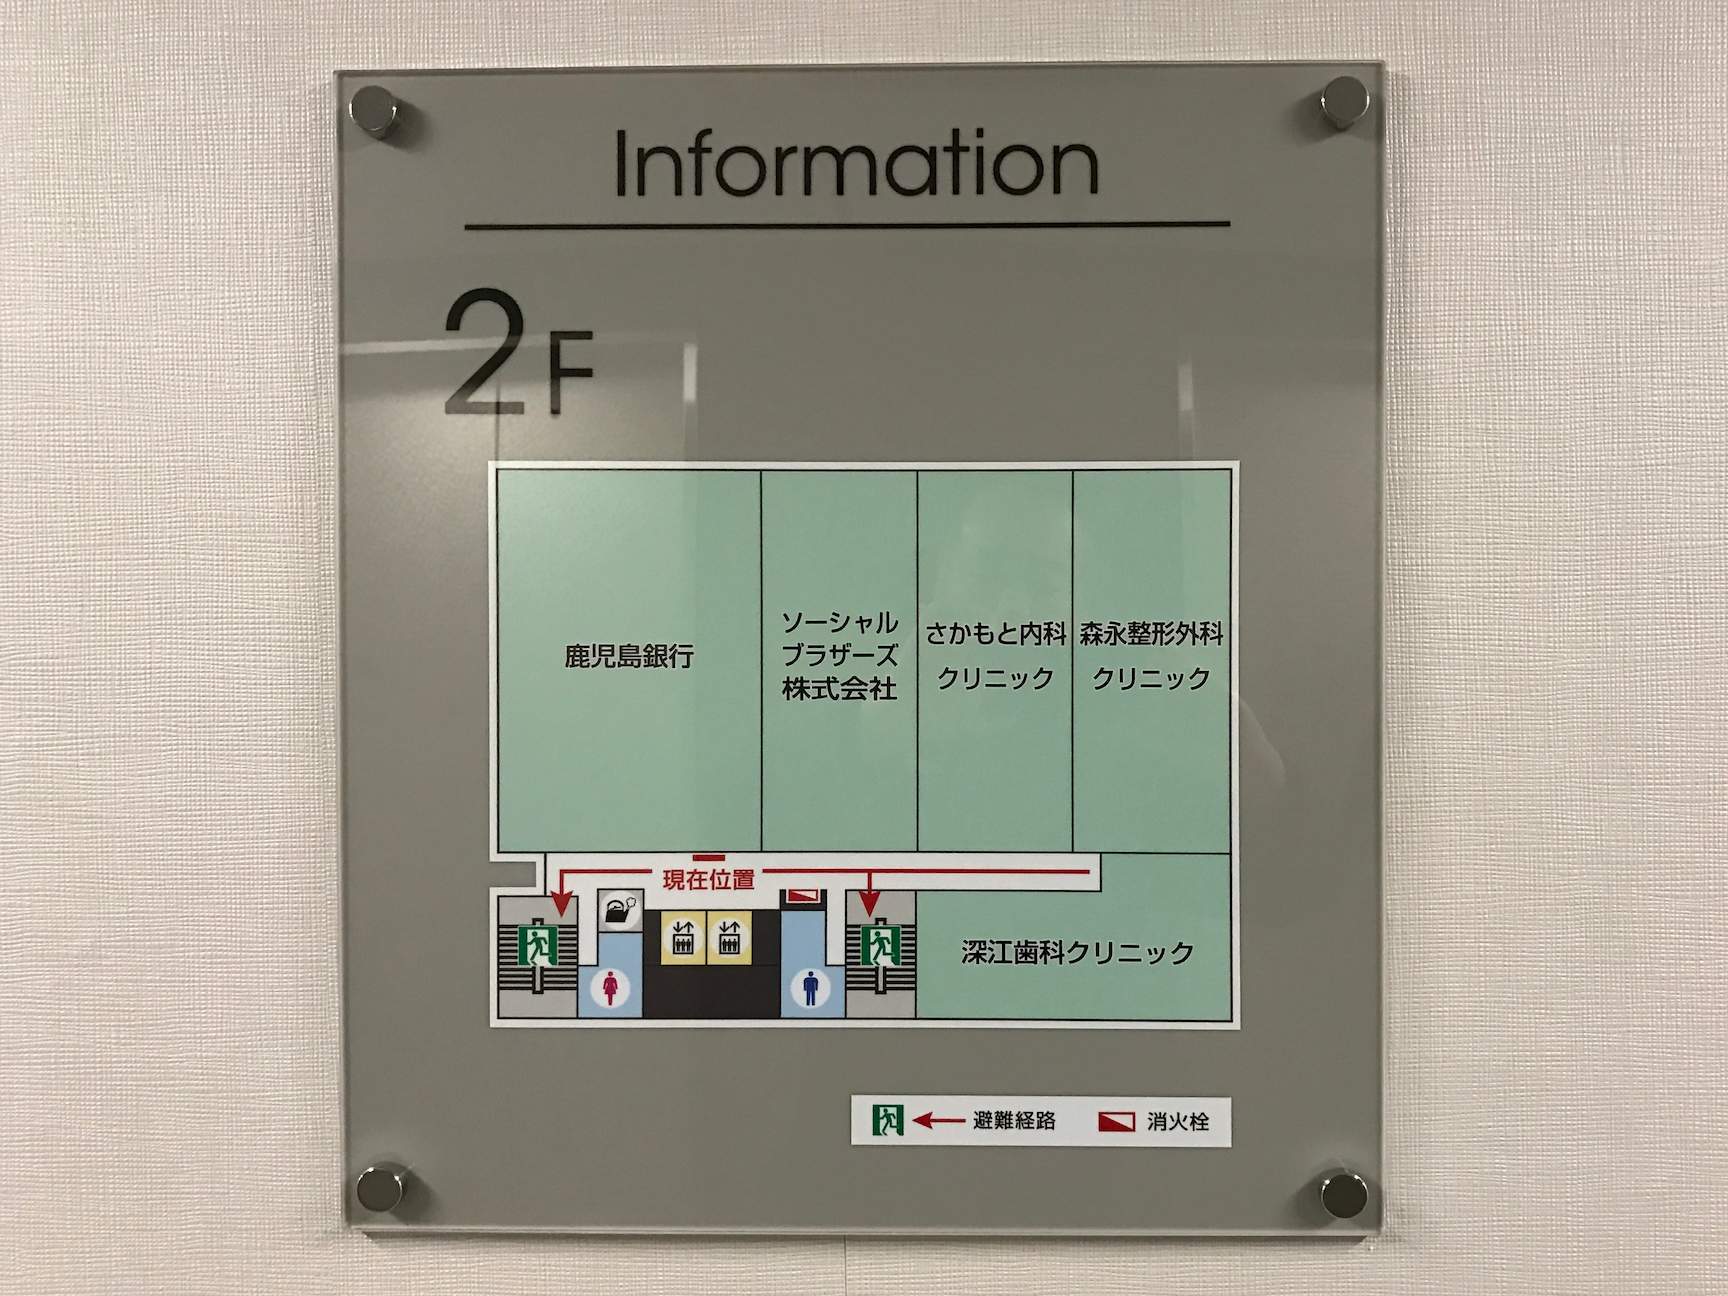 Information
2F
鹿児島銀行
ソーシャル
ブラザーズ
株式会社
さかもと内科
クリニック
森永整形外科
クリニック
現在位置
深江歯科クリニック
避難経路
消火栓